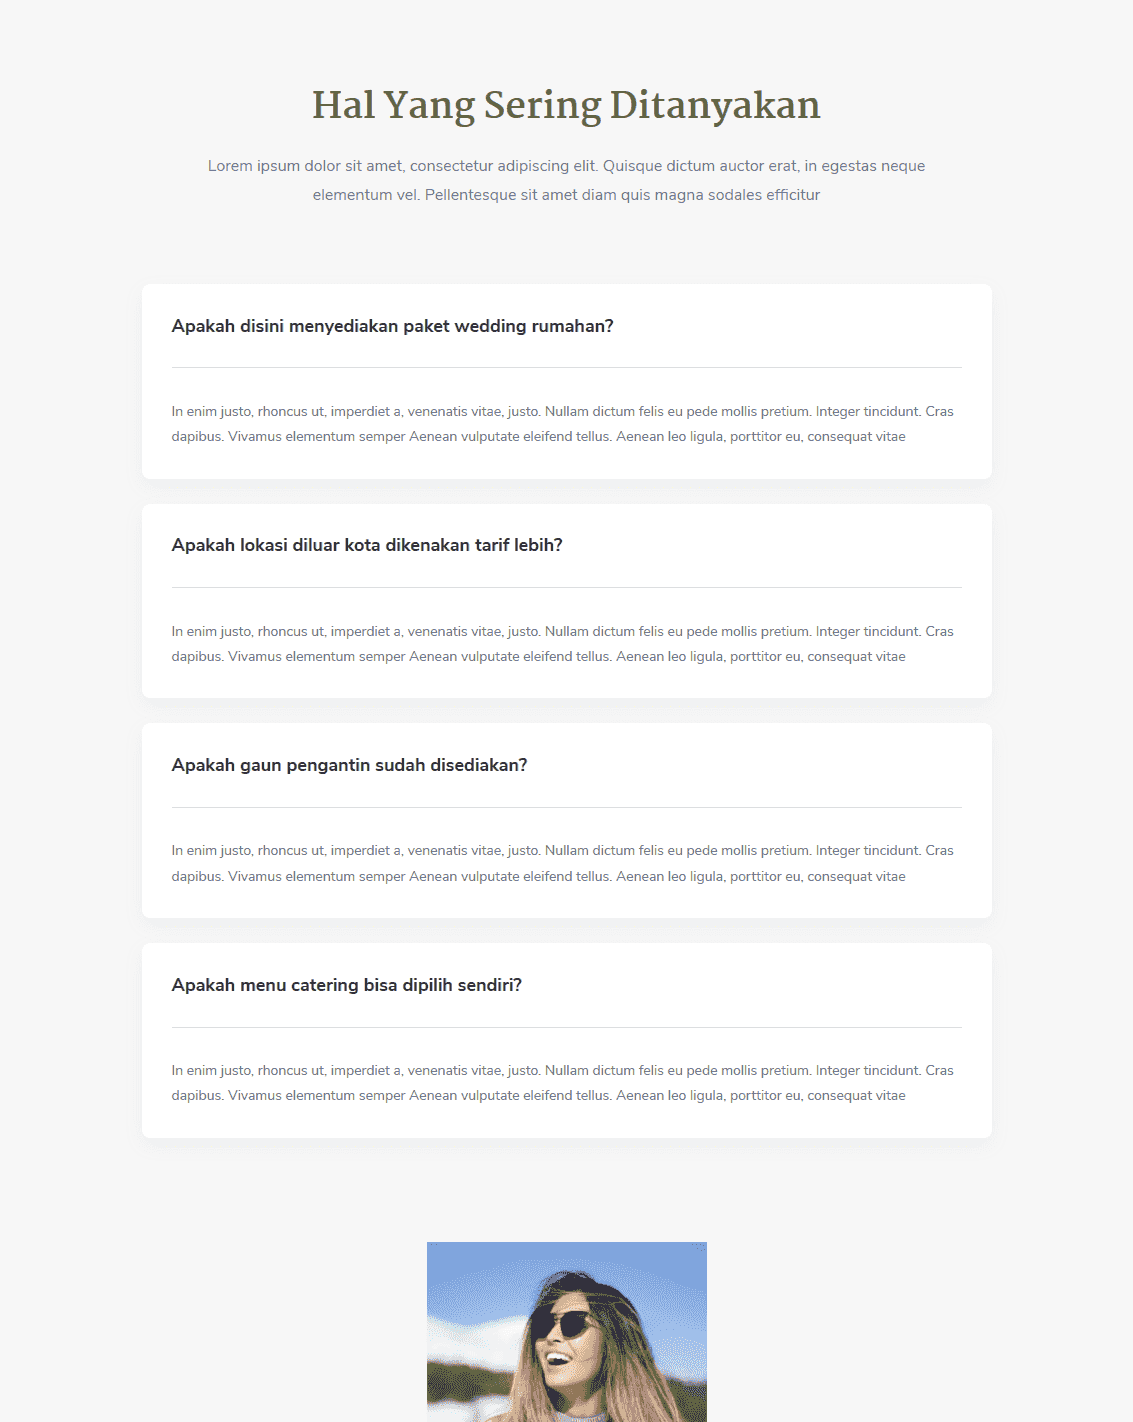 Hal Yang Sering Ditanyakan
Lorem ipsum dolor sit amet, consectetur adipiscing elit. Quisque dictum auctor erat, in egestas neque
elementum vel. Pellentesque sit amet diam quis magna sodales efficitur
Apakah disini menyediakan paket wedding rumahan?
In enim justo, rhoncus ut, imperdiet a, venenatis vitae, justo. Nullam dictum felis eu pede mollis pretium. Integer tincidunt. Cras
dapibus. Vivamus elementum semper Aenean vulputate eleifend tellus. Aenean leo ligula, porttitor eu, consequat vitae
Apakah lokasi diluar kota dikenakan tarif lebih?
In enim justo, rhoncus ut, imperdiet a, venenatis vitae, justo. Nullam dictum felis eu pede mollis pretium. Integer tincidunt. Cras
dapibus. Vivamus elementum semper Aenean vulputate eleifend tellus. Aenean leo ligula, porttitor eu, consequat vitae
Apakah gaun pengantin sudah disediakan?
In enim justo, rhoncus ut, imperdiet a, venenatis vitae, justo. Nullam dictum felis eu pede mollis pretium. Integer tincidunt. Cras
dapibus. Vivamus elementum semper Aenean vulputate eleifend tellus. Aenean leo ligula, porttitor eu, consequat vitae
Apakah menu catering bisa dipilih sendiri?
In enim justo, rhoncus ut, imperdiet a, venenatis vitae, justo. Nullam dictum felis eu pede mollis pretium. Integer tincidunt. Cras
dapibus. Vivamus elementum semper Aenean vulputate eleifend tellus. Aenean leo ligula, porttitor eu, consequat vitae